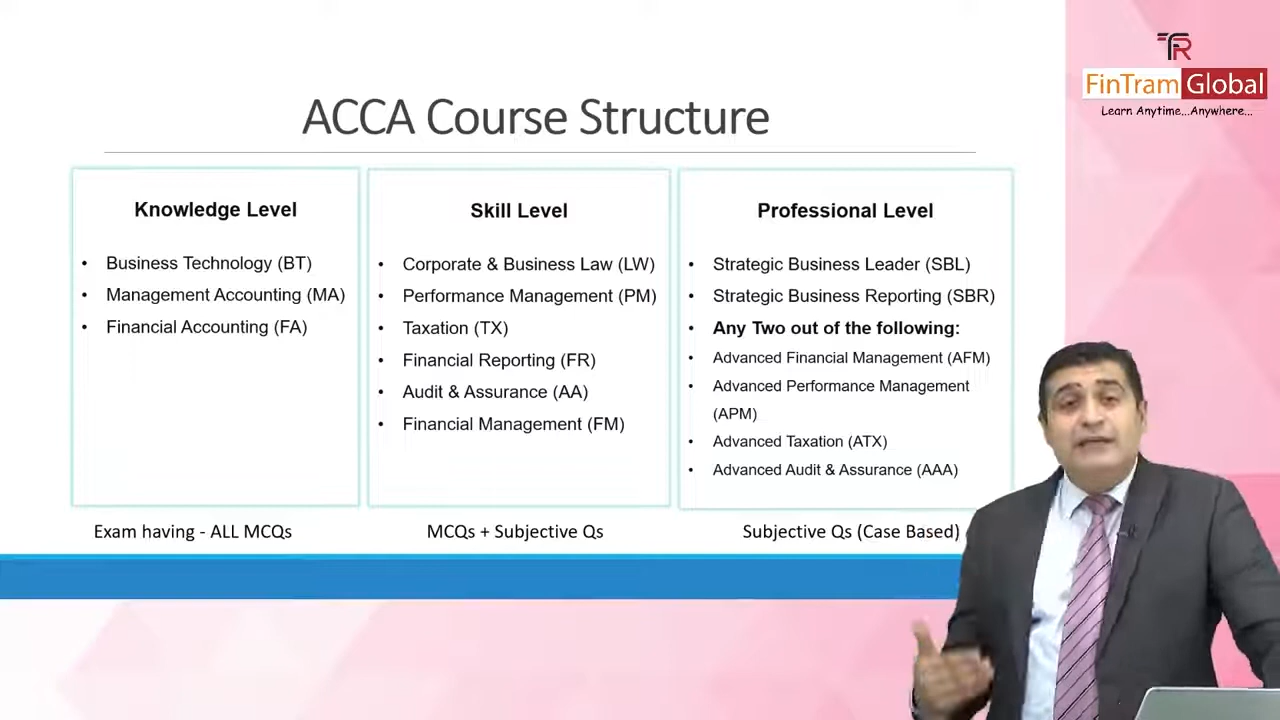 TR
FinTram Global
Learn Anytime...Anywhere...
ACCA Course Structure
Knowledge Level
• Business Technology (BT)
• Management Accounting (MA)
• Financial Accounting (FA)
Exam having - ALL MCQs
Skill Level
• Corporate & Business Law (LW)
• Performance Management (PM)
• Taxation (TX)
• Financial Reporting (FR)
• Audit & Assurance (AA)
• Financial Management (FM)
MCQs + Subjective Qs
Professional Level
• Strategic Business Leader (SBL)
• Strategic Business Reporting (SBR)
• Any Two out of the following:
• Advanced Financial Management (AFM)
• Advanced Performance Management
(APM)
• Advanced Taxation (ATX)
• Advanced Audit & Assurance (AAA)
Subjective Qs (Case Based)